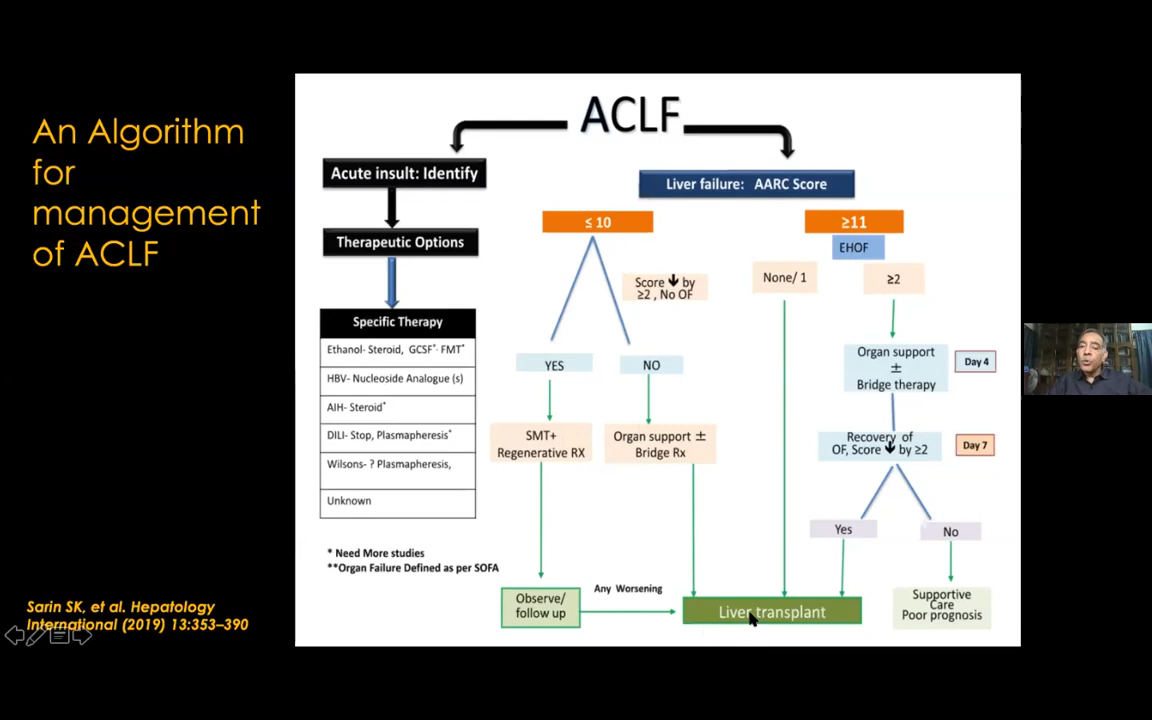 An Algorithm
for
management
of ACLF
ACLF
Acute insult: Identify
Therapeutic Options
Specific Therapy
Ethanol- Steroid, GCSF* FMT*
HBV- Nucleoside Analogue (s)
AIH- Steroid*
DILI- Stop, Plasmapheresis*
Wilsons- ? Plasmapheresis,
Unknown
* Need More studies
**Organ Failure Defined as per SOFA
Liver failure: AARC Score
≤ 10
Score ↓ by
≥2 , No OF
YES
NO
SMT+
Regenerative RX
Organ support ±
Bridge Rx
Observe/
follow up
Any Worsening
Liver transplant
≥11
EHOF
None/ 1
≥2
Organ support
±
Bridge therapy
Day 4
Recovery of
OF, Score ↓ by ≥2
Day 7
Yes
No
Supportive
Care
Poor prognosis
Sarin SK, et al. Hepatology
International (2019) 13:353–390